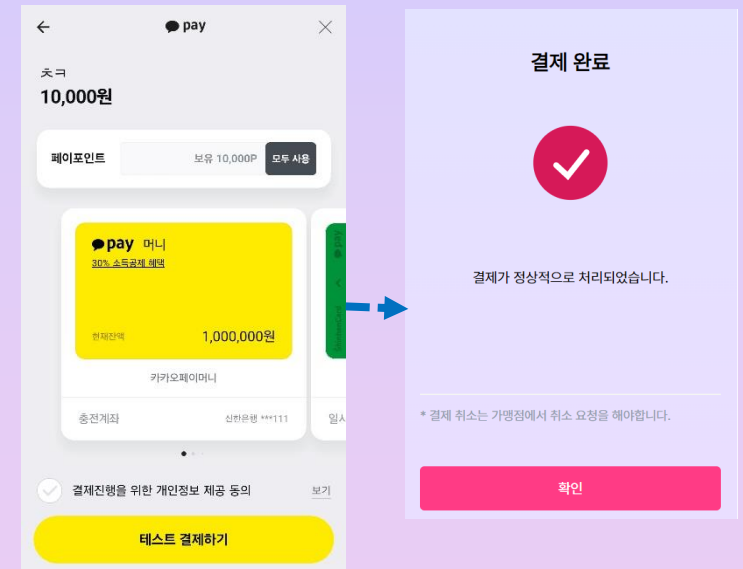 pay
ㅊㅋ
10,000원
페이포인트
보유 10,000P
모두 사용
pay 머니
30% 소득공제 혜택
현재잔액
1,000,000원
카카오페이머니
충전계좌
신한은행 ***111
일시
결제진행을 위한 개인정보 제공 동의
보기
테스트 결제하기
결제 완료
결제가 정상적으로 처리되었습니다.
* 결제 취소는 가맹점에서 취소 요청을 해야합니다.
확인